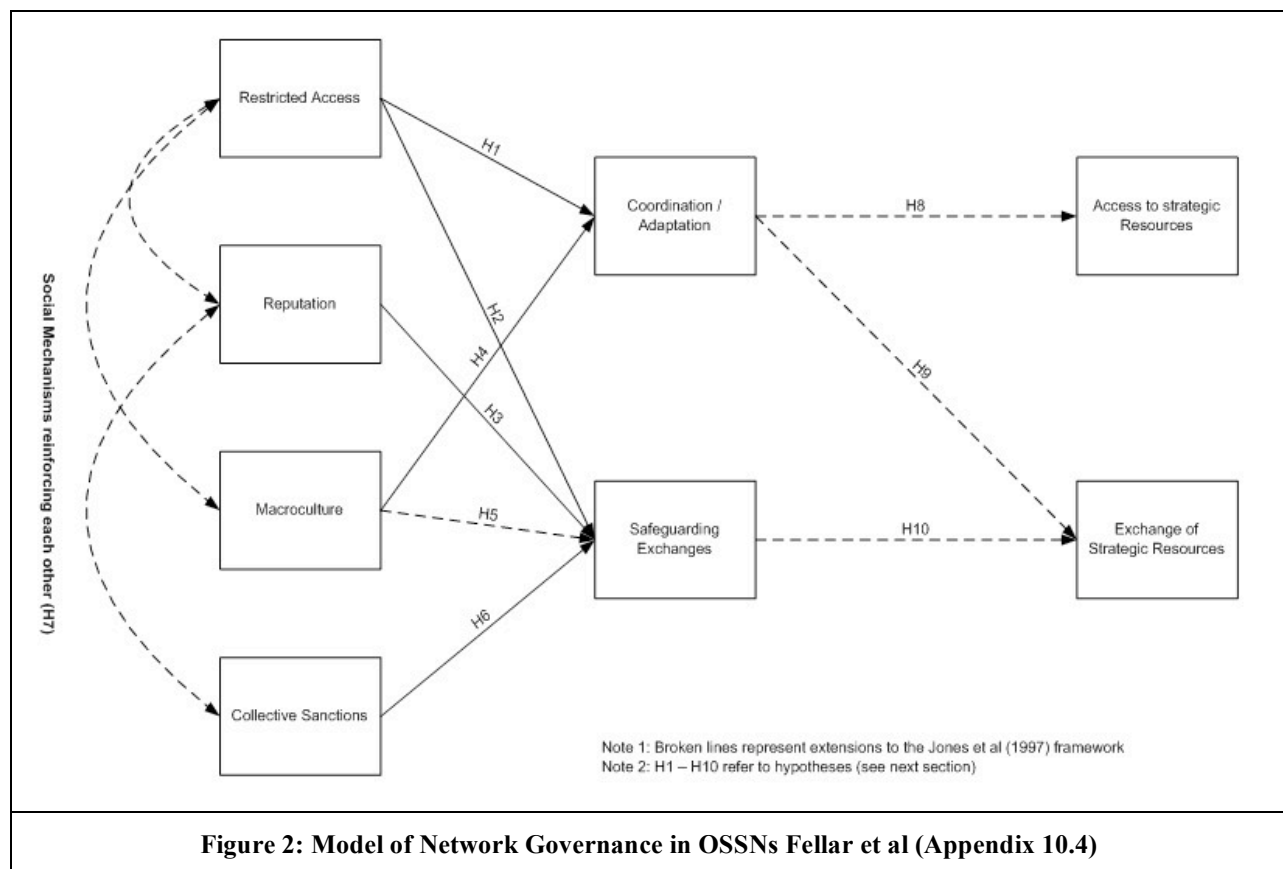 Restricted Access
H1
Coordination /
Adaptation
H8
Access to strategic
Resources
Social Mechanisms reinforcing each other (H7)
Reputation
H2
H4
H3
H9
Macroculture
H5
Safeguarding
Exchanges
H10
Exchange of
Strategic Resources
H6
Collective Sanctions
Note 1: Broken lines represent extensions to the Jones et al (1997) framework
Note 2: H1 – H10 refer to hypotheses (see next section)
Figure 2: Model of Network Governance in OSSNs Fellar et al (Appendix 10.4)